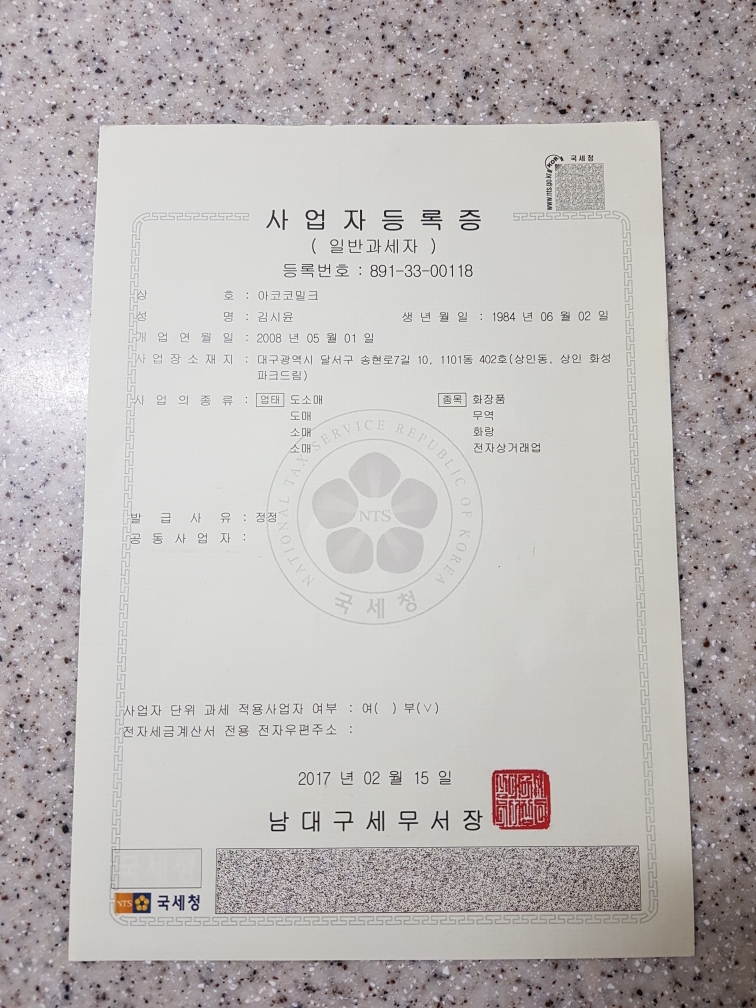 국세청
www.nts.go.kr
사업자등록증
( 일반과세자 )
등록번호 : 891-33-00118
상 호 : 아코코밀크
성 명 : 김시윤 생 년 월 일 : 1984 년 06 월 02 일
개 업 연 월 일 : 2008 년 05 월 01 일
사 업 장 소 재 지 : 대구광역시 달서구 송현로7길 10, 1101동 402호(상인동, 상인 화성
파크드림)
사 업 의 종 류 : 업태 도소매 종목 화장품
도매 무역
소매 화랑
소매 전자상거래업
NATIONAL TAX SERVICE REPUBLIC OF KOREA
NTS
국세청
발 급 사 유 : 정정
공 동 사 업 자 :
사업자 단위 과세 적용사업자 여부 : 여( ) 부(∨)
전자세금계산서 전용 전자우편주소 :
2017 년 02 월 15 일
남대구세무서장
NTS 국세청